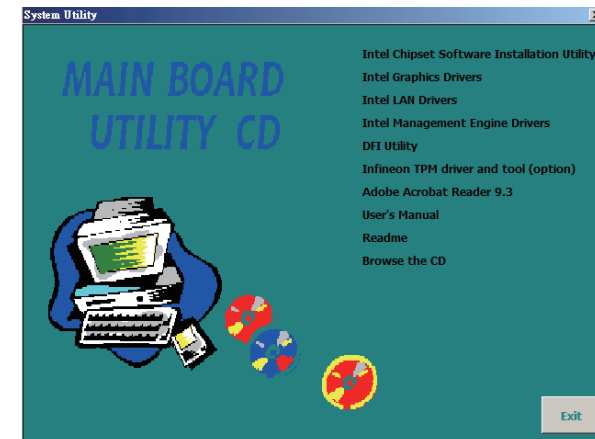 System Utility
MAIN BOARD
UTILITY CD
Intel Chipset Software Installation Utility
Intel Graphics Drivers
Intel LAN Drivers
Intel Management Engine Drivers
DFI Utility
Infineon TPM driver and tool (option)
Adobe Acrobat Reader 9.3
User's Manual
Readme
Browse the CD
Exit